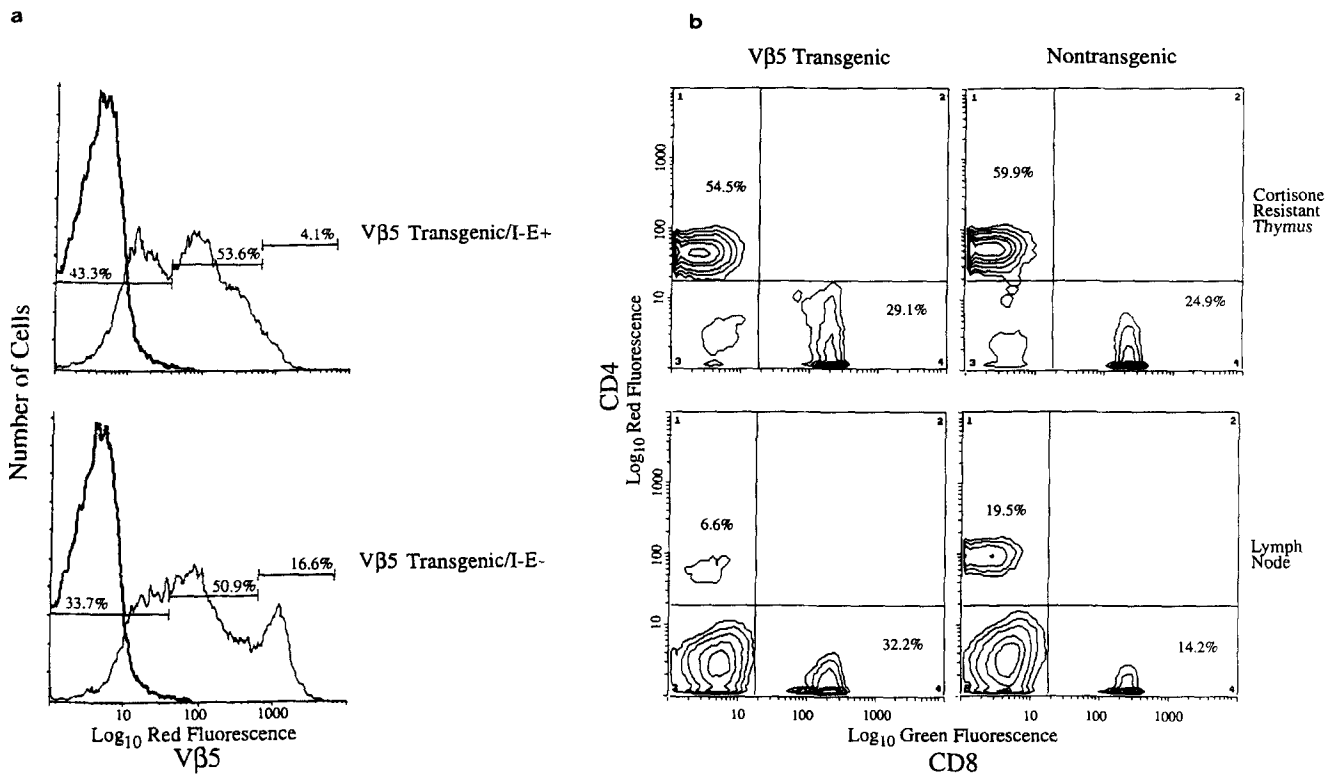 a
b
Vβ5 Transgenic
Nontransgenic
Number of Cells
43.3%
53.6%
4.1%
Vβ5 Transgenic/I-E+
33.7%
50.9%
16.6%
Vβ5 Transgenic/I-E-
10
100
1000
Log10 Red Fluorescence
Vβ5
CD4
Log10 Red Fluorescence
1000
100
10
1
2
54.5%
29.1%
3
4
10
100
1000
1
2
59.9%
24.9%
3
4
Cortisone
Resistant
Thymus
1000
100
10
1
2
6.6%
32.2%
4
1
2
19.5%
14.2%
4
Lymph
Node
10
100
1000
10
100
1000
Log10 Green Fluorescence
CD8